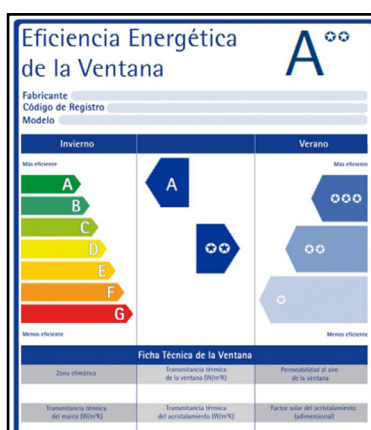 Eficiencia Energética
de la Ventana
A✪✪
Fabricante
Código de Registro
Modelo
Invierno
Verano
Más eficiente
Más eficiente
A
B
C
D
E
F
G
A
✪✪
✪✪✪
✪✪
✪
Menos eficiente
Menos eficiente
Ficha Técnica de la Ventana
Zona climática
Transmitancia térmica
de la ventana (W/m²K)
Permeabilidad al aire
de la ventana
Transmitancia térmica
del marco (W/m²K)
Transmitancia térmica
del acristalamiento (W/m²K)
Factor solar del acristalamiento
(adimensional)